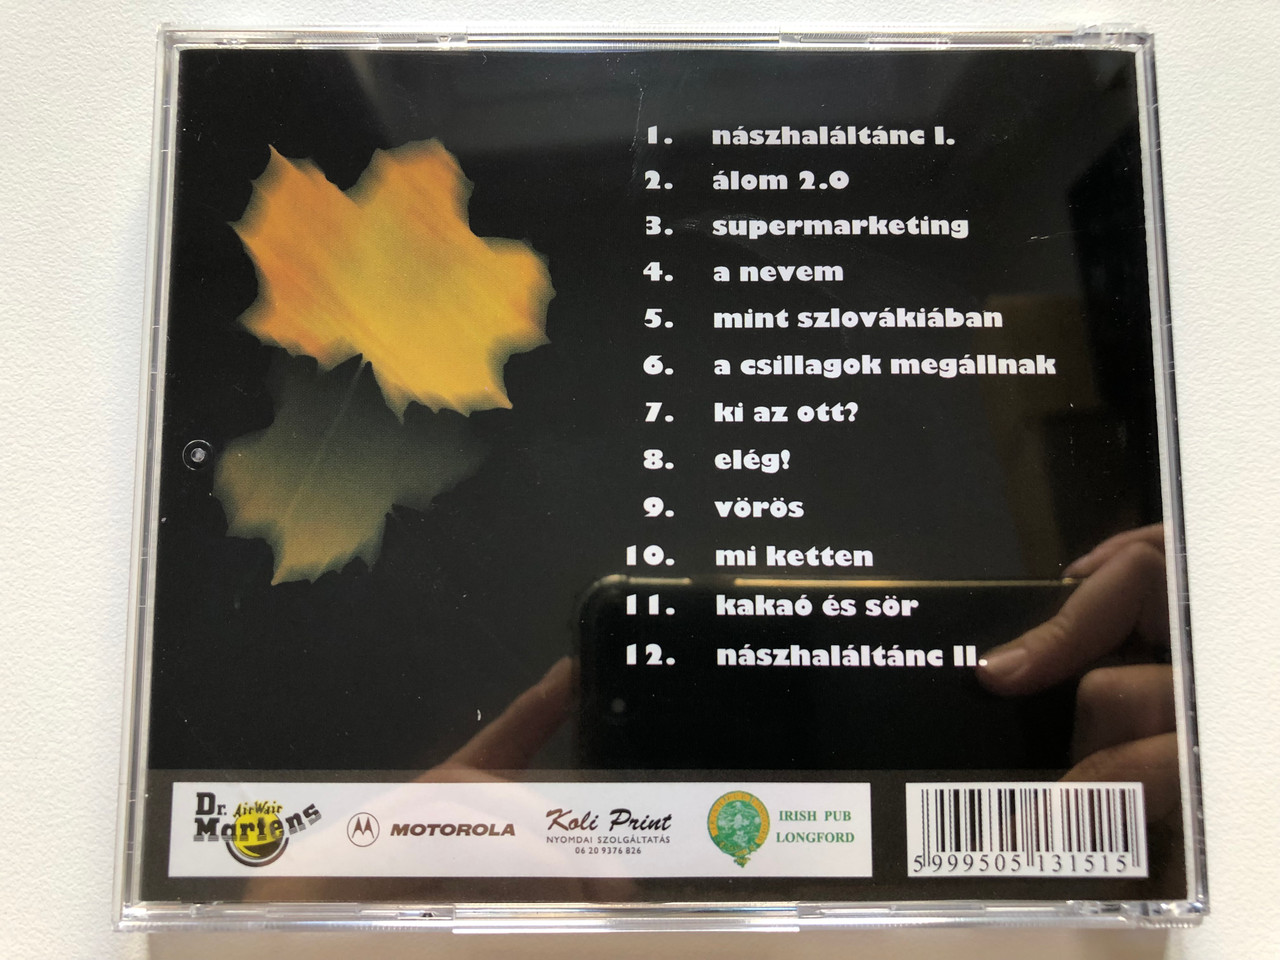 1. nászhaláltánc I.
2. álom 2.0
3. supermarketing
4. a nevem
5. mint szlovákiában
6. a csillagok megállnak
7. ki az ott?
8. elég!
9. vörös
10. mi ketten
11. kakaó és sör
12. nászhaláltánc II.
Dr. AirWair
Martens
MOTOROLA
Koli Print
NYOMDAI SZOLGÁLTATÁS
06 20 9376 826
IRISH PUB
LONGFORD
5 999505 131515